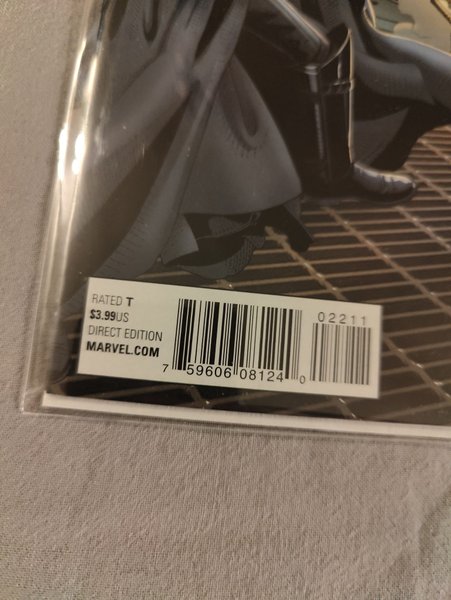 RATED T
$3.99US
DIRECT EDITION
MARVEL.COM
02211
7 59606 08124 0